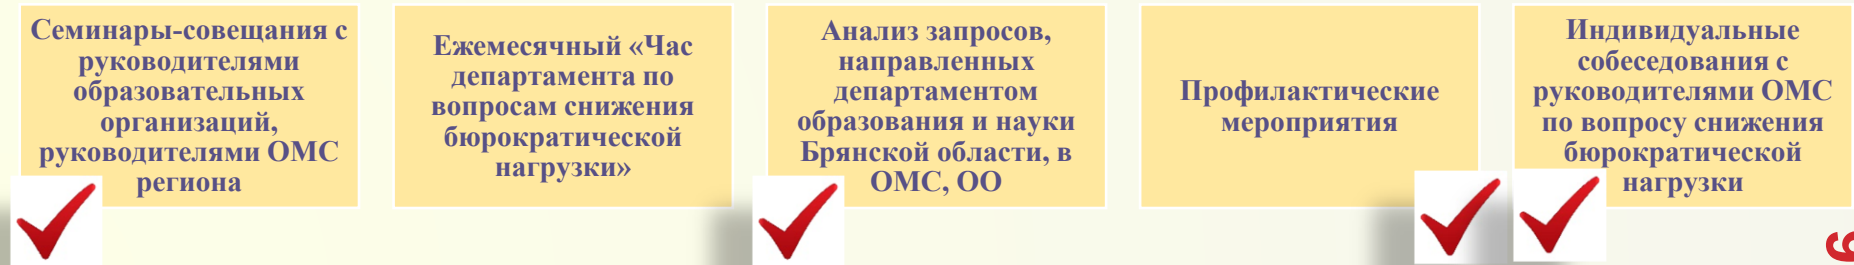 Семинары-совещания с
руководителями
образовательных
организаций,
руководителями ОМС
региона
Ежемесячный «Час
департамента по
вопросам снижения
бюрократической
нагрузки»
Анализ запросов,
направленных
департаментом
образования и науки
Брянской области, в
ОМС, ОО
Профилактические
мероприятия
Индивидуальные
собеседования с
руководителями ОМС
по вопросу снижения
бюрократической
нагрузки